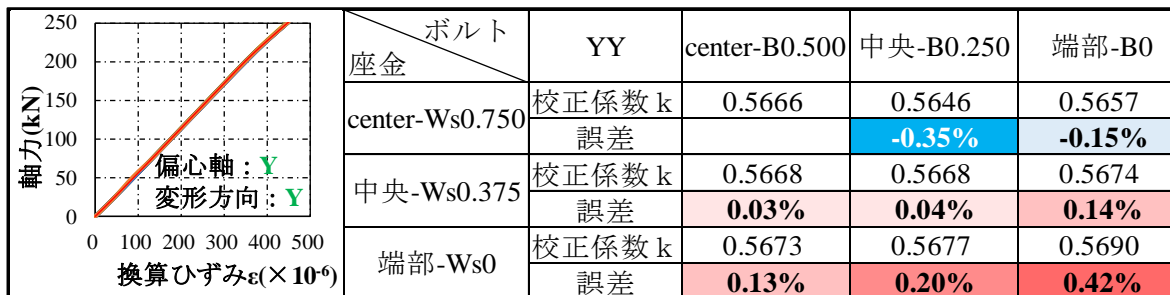 250
200
150
100
50
0
軸力(kN)
偏心軸：Y
変形方向：Y
0 100 200 300 400 500
換算ひずみε(×10⁻⁶)
ボルト
座金
YY center-B0.500 中央-B0.250 端部-B0
center-Ws0.750
校正係数 k 0.5666 0.5646 0.5657
誤差 -0.35% -0.15%
中央-Ws0.375
校正係数 k 0.5668 0.5668 0.5674
誤差 0.03% 0.04% 0.14%
端部-Ws0
校正係数 k 0.5673 0.5677 0.5690
誤差 0.13% 0.20% 0.42%